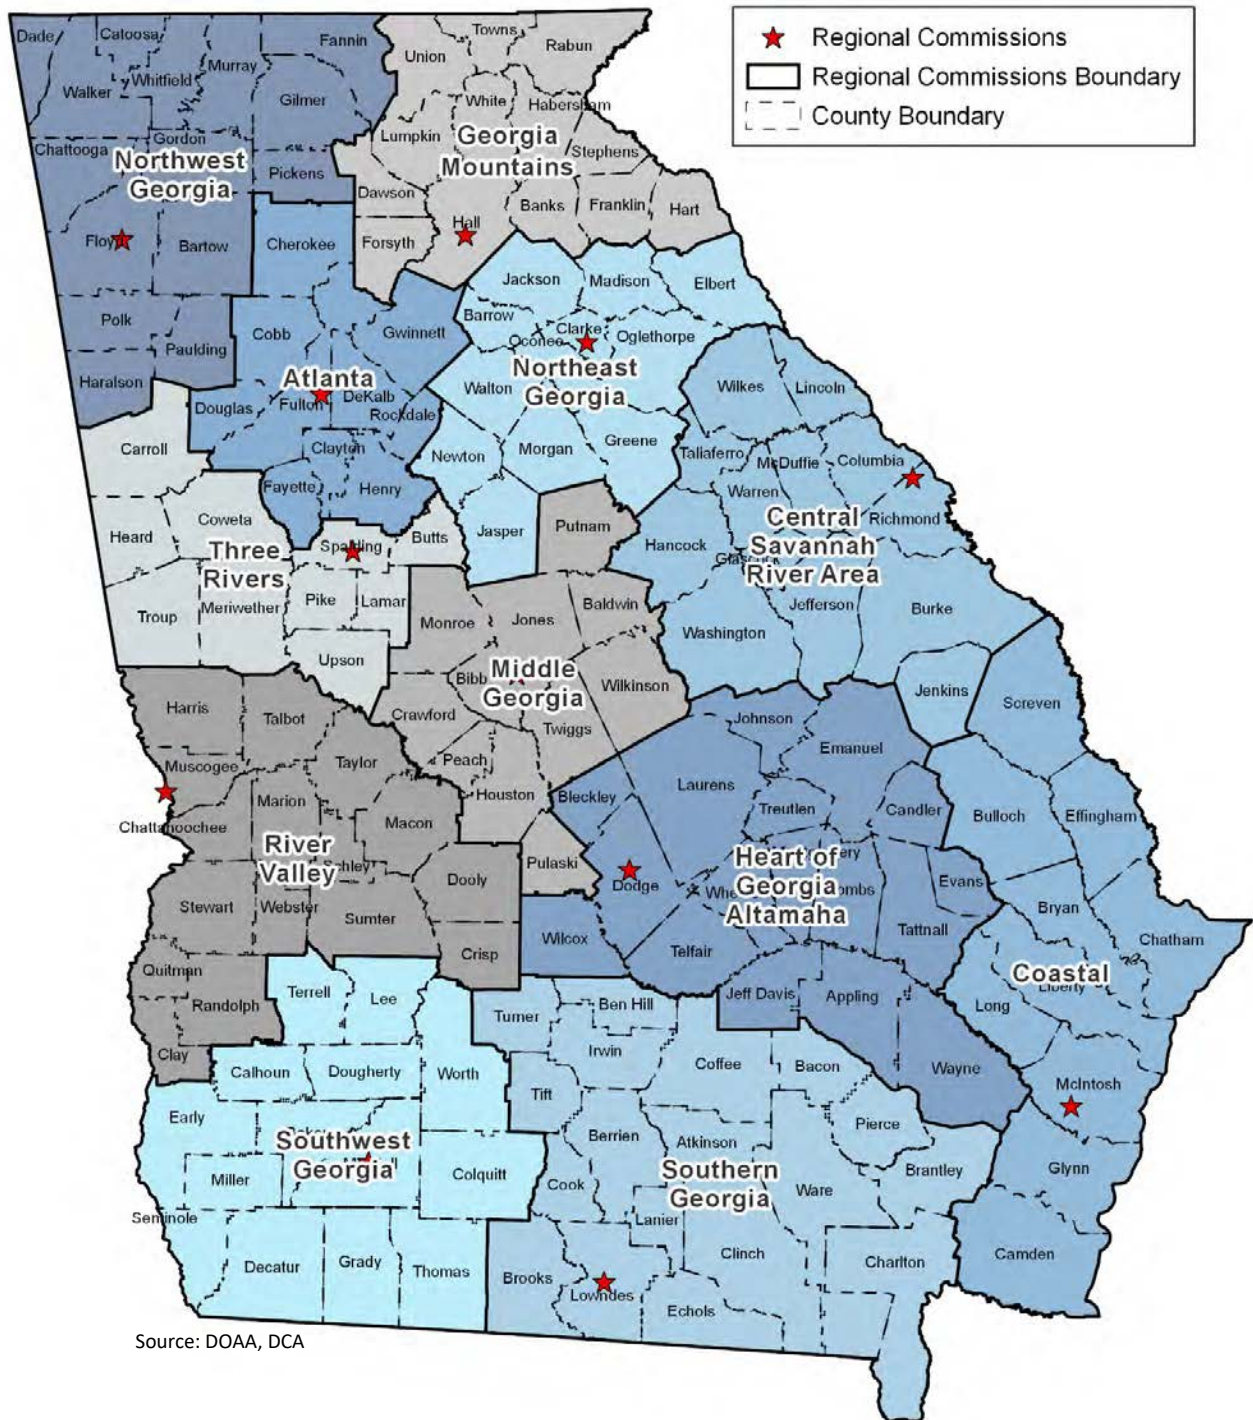 Regional Commissions
Regional Commissions Boundary
County Boundary
Dade
Catoosa
Fannin
Murray
Whitfield
Walker
Gilmer
Gordon
Chattooga
Northwest
Georgia
Pickens
Floyd
Bartow
Polk
Paulding
Haralson
Towns
Rabun
Union
White
Habersham
Lumpkin
Georgia
Mountains
Stephens
Dawson
Banks
Franklin
Hart
Hall
Forsyth
Cherokee
Cobb
Gwinnett
Atlanta
Douglas
Fulton
DeKalb
Rockdale
Clayton
Fayette
Henry
Jackson
Madison
Elbert
Barrow
Clarke
Oconee
Oglethorpe
Northeast
Georgia
Walton
Greene
Morgan
Newton
Jasper
Wilkes
Lincoln
Taliaferro
McDuffie
Columbia
Warren
Richmond
Central
Savannah
River Area
Hancock
Jefferson
Burke
Washington
Jenkins
Carroll
Coweta
Heard
Spalding
Butts
Three
Rivers
Pike
Lamar
Meriwether
Troup
Upson
Putnam
Baldwin
Jones
Monroe
Bibb
Middle
Georgia
Wilkinson
Crawford
Twiggs
Peach
Houston
Pulaski
Harris
Talbot
Taylor
Muscogee
Marion
Macon
Chattahoochee
River
Valley
Dooly
Stewart
Webster
Sumter
Crisp
Quitman
Randolph
Clay
Johnson
Emanuel
Laurens
Bleckley
Treutlen
Candler
Heart of
Georgia
Altamaha
Dodge
Evans
Wilcox
Telfair
Tattnall
Jeff Davis
Appling
Wayne
Screven
Bulloch
Effingham
Bryan
Chatham
Coastal
Liberty
Long
McIntosh
Glynn
Camden
Terrell
Lee
Calhoun
Dougherty
Worth
Early
Southwest
Georgia
Miller
Colquitt
Seminole
Decatur
Grady
Thomas
Turner
Ben Hill
Irwin
Coffee
Bacon
Tift
Pierce
Berrien
Atkinson
Brantley
Southern
Georgia
Cook
Ware
Lanier
Clinch
Charlton
Brooks
Lowndes
Echols
Source: DOAA, DCA